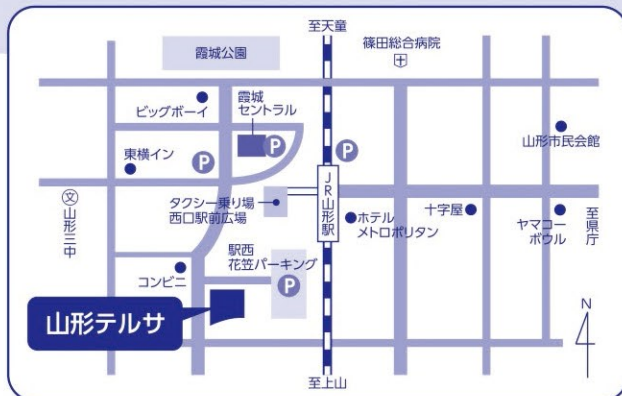 至天童
篠田総合病院
霞城公園
ビッグボーイ
霞城
セントラル
P
山形市民会館
東横イン
P
P
JR山形駅
文
山形三中
タクシー乗り場
西口駅前広場
ホテル
メトロポリタン
十字屋
ヤマコー
ボウル
至県庁
駅西
花笠パーキング
P
コンビニ
山形テルサ
N
至上山